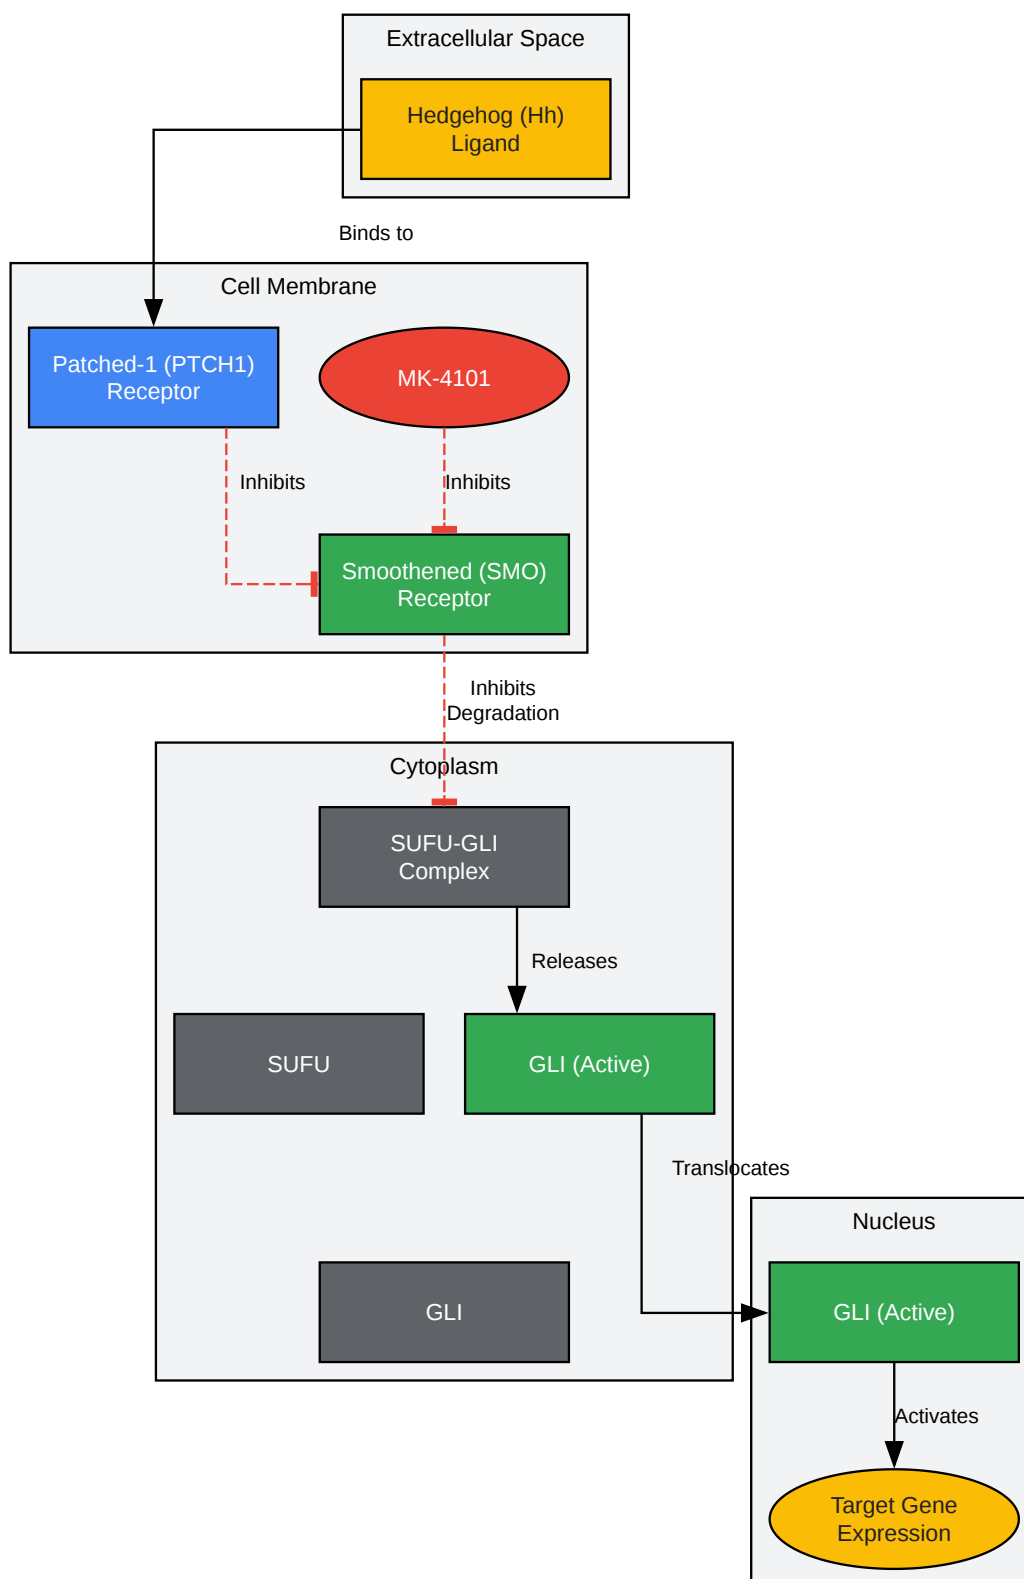 Extracellular Space
Hedgehog (Hh)
Ligand
Binds to
Cell Membrane
Patched-1 (PTCH1)
Receptor
MK-4101
Inhibits
Inhibits
Smoothened (SMO)
Receptor
Inhibits
Degradation
Cytoplasm
SUFU-GLI
Complex
Releases
SUFU
GLI (Active)
Translocates
Nucleus
GLI
GLI (Active)
Activates
Target Gene
Expression